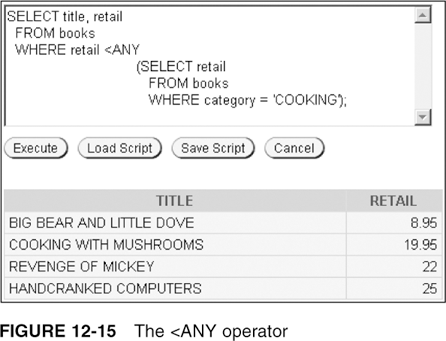 SELECT title, retail
FROM books
WHERE retail <ANY
(SELECT retail
FROM books
WHERE category = 'COOKING');
Execute Load Script Save Script Cancel
TITLE RETAIL
BIG BEAR AND LITTLE DOVE 8.95
COOKING WITH MUSHROOMS 19.95
REVENGE OF MICKEY 22
HANDCRANKED COMPUTERS 25
FIGURE 12-15 The <ANY operator